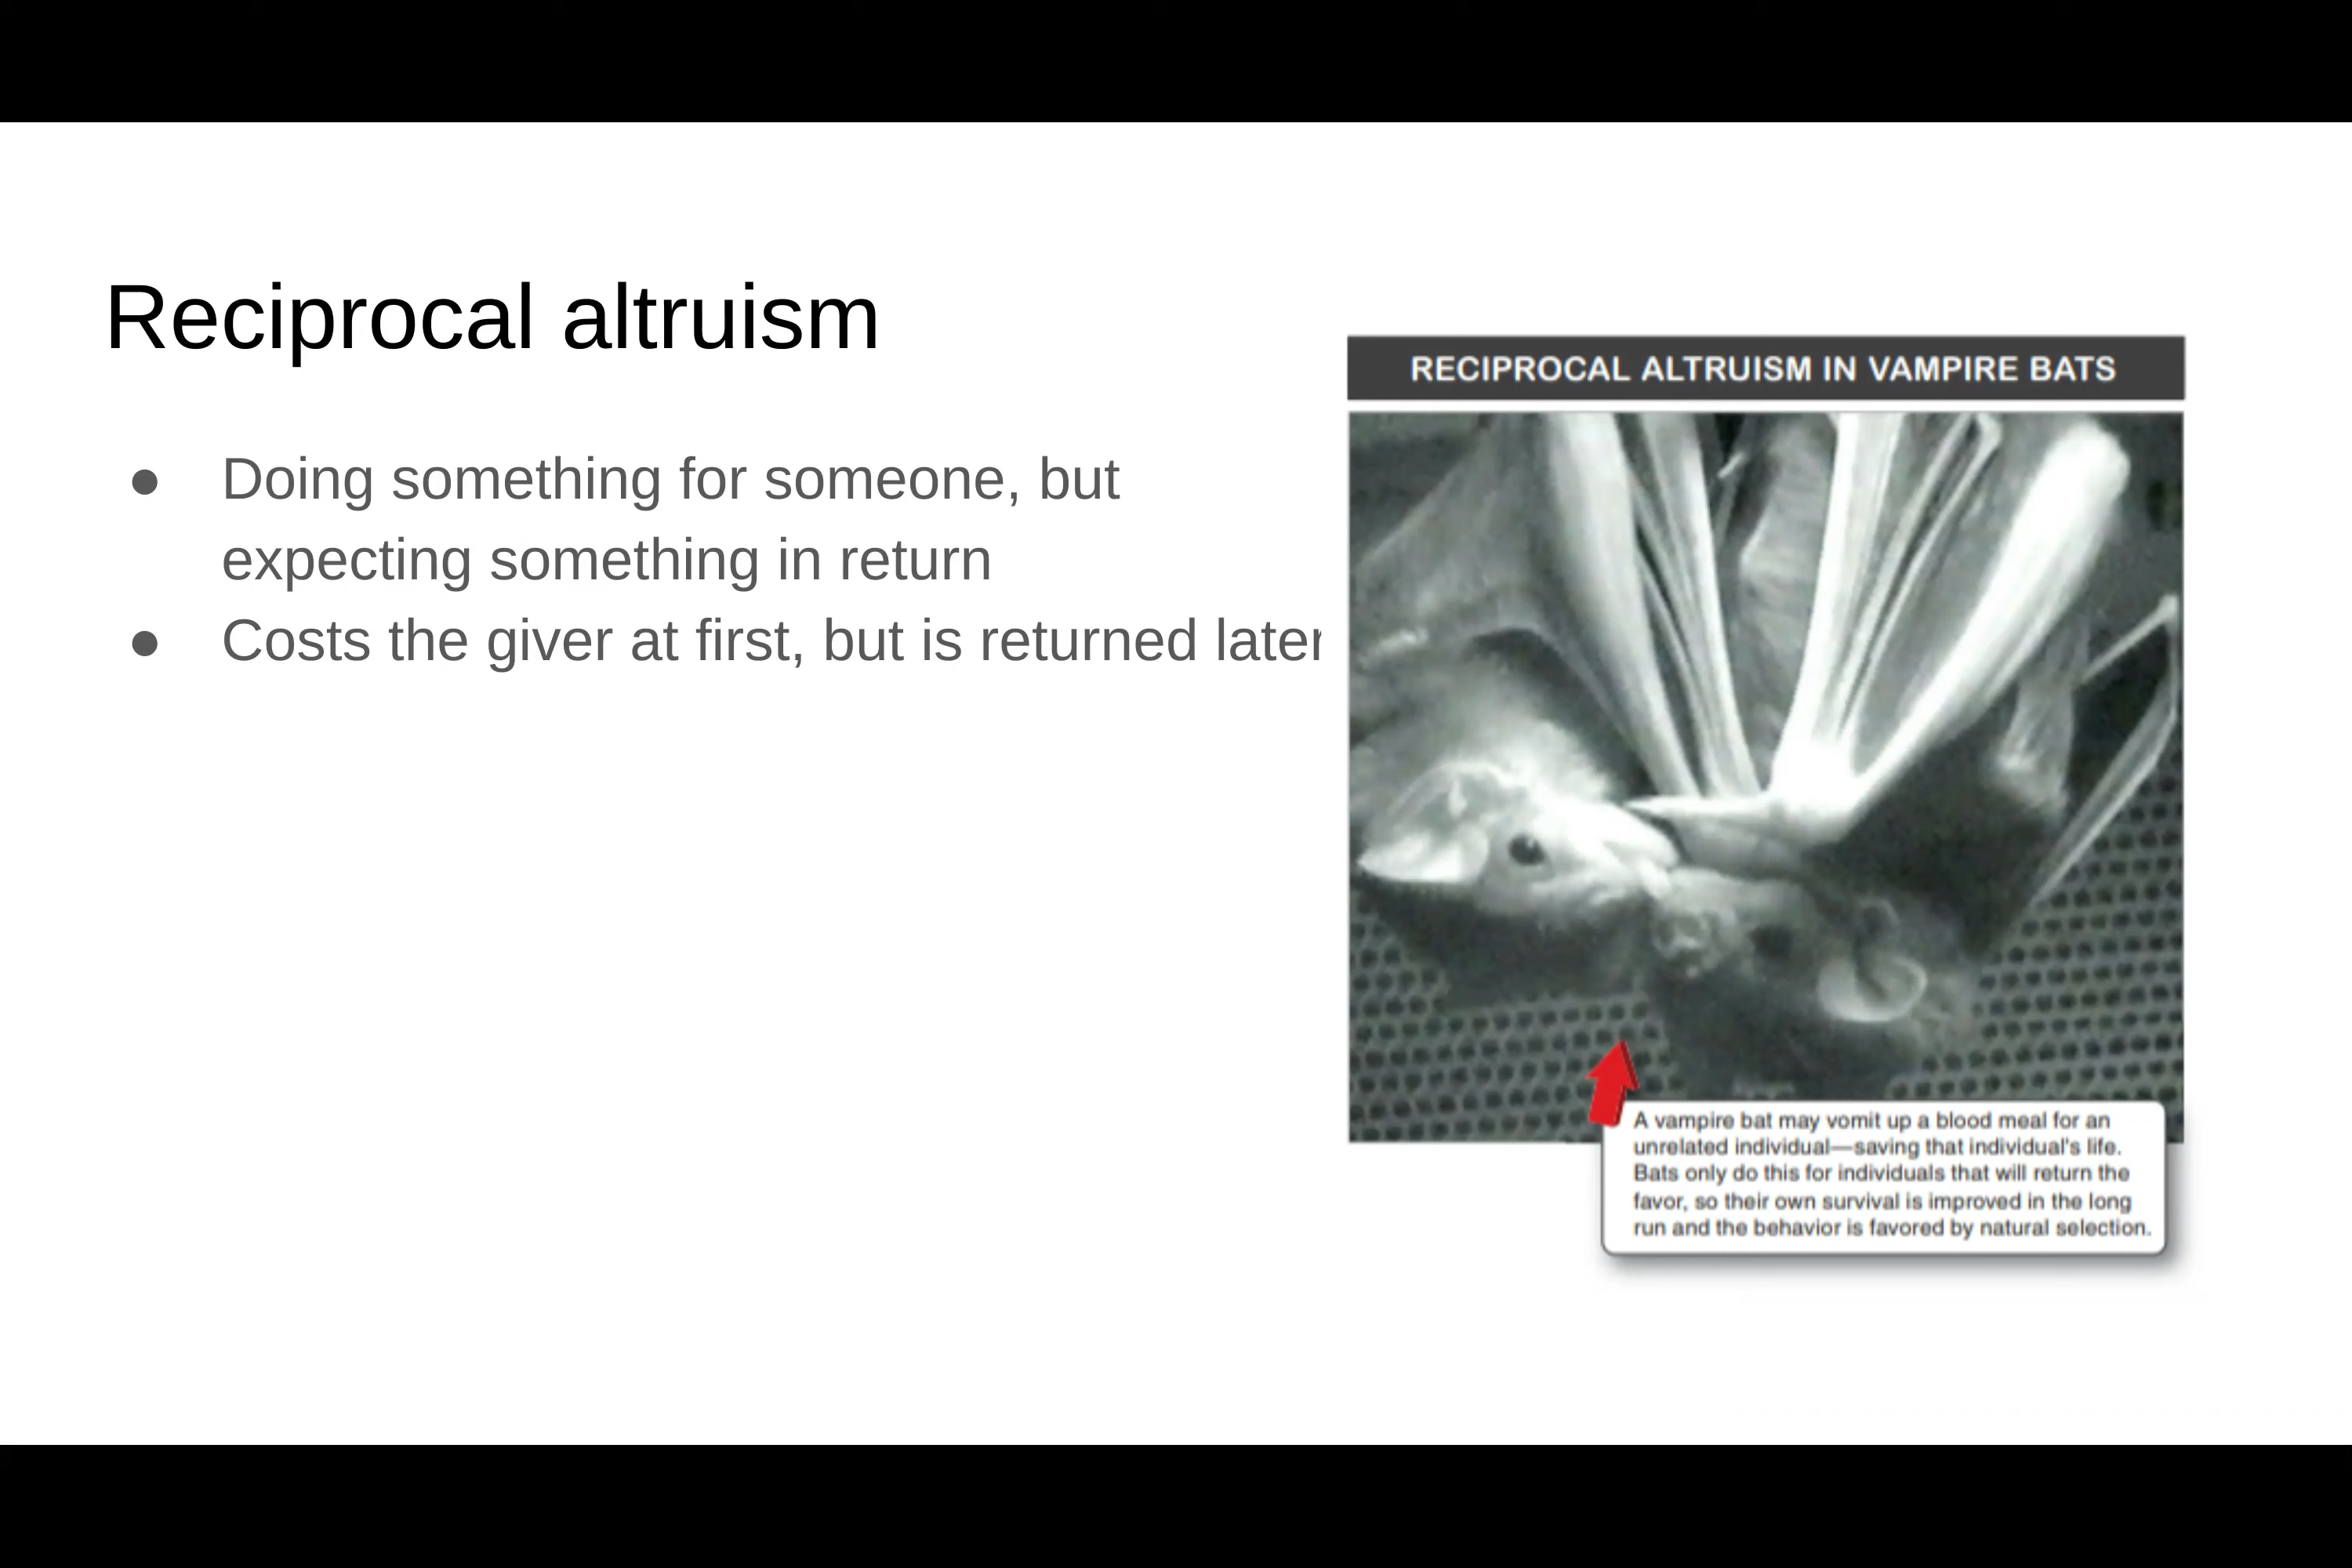 Reciprocal altruism
● Doing something for someone, but
expecting something in return
● Costs the giver at first, but is returned later
RECIPROCAL ALTRUISM IN VAMPIRE BATS
A vampire bat may vomit up a blood meal for an
unrelated individual—saving that individual's life.
Bats only do this for individuals that will return the
favor, so their own survival is improved in the long
run and the behavior is favored by natural selection.